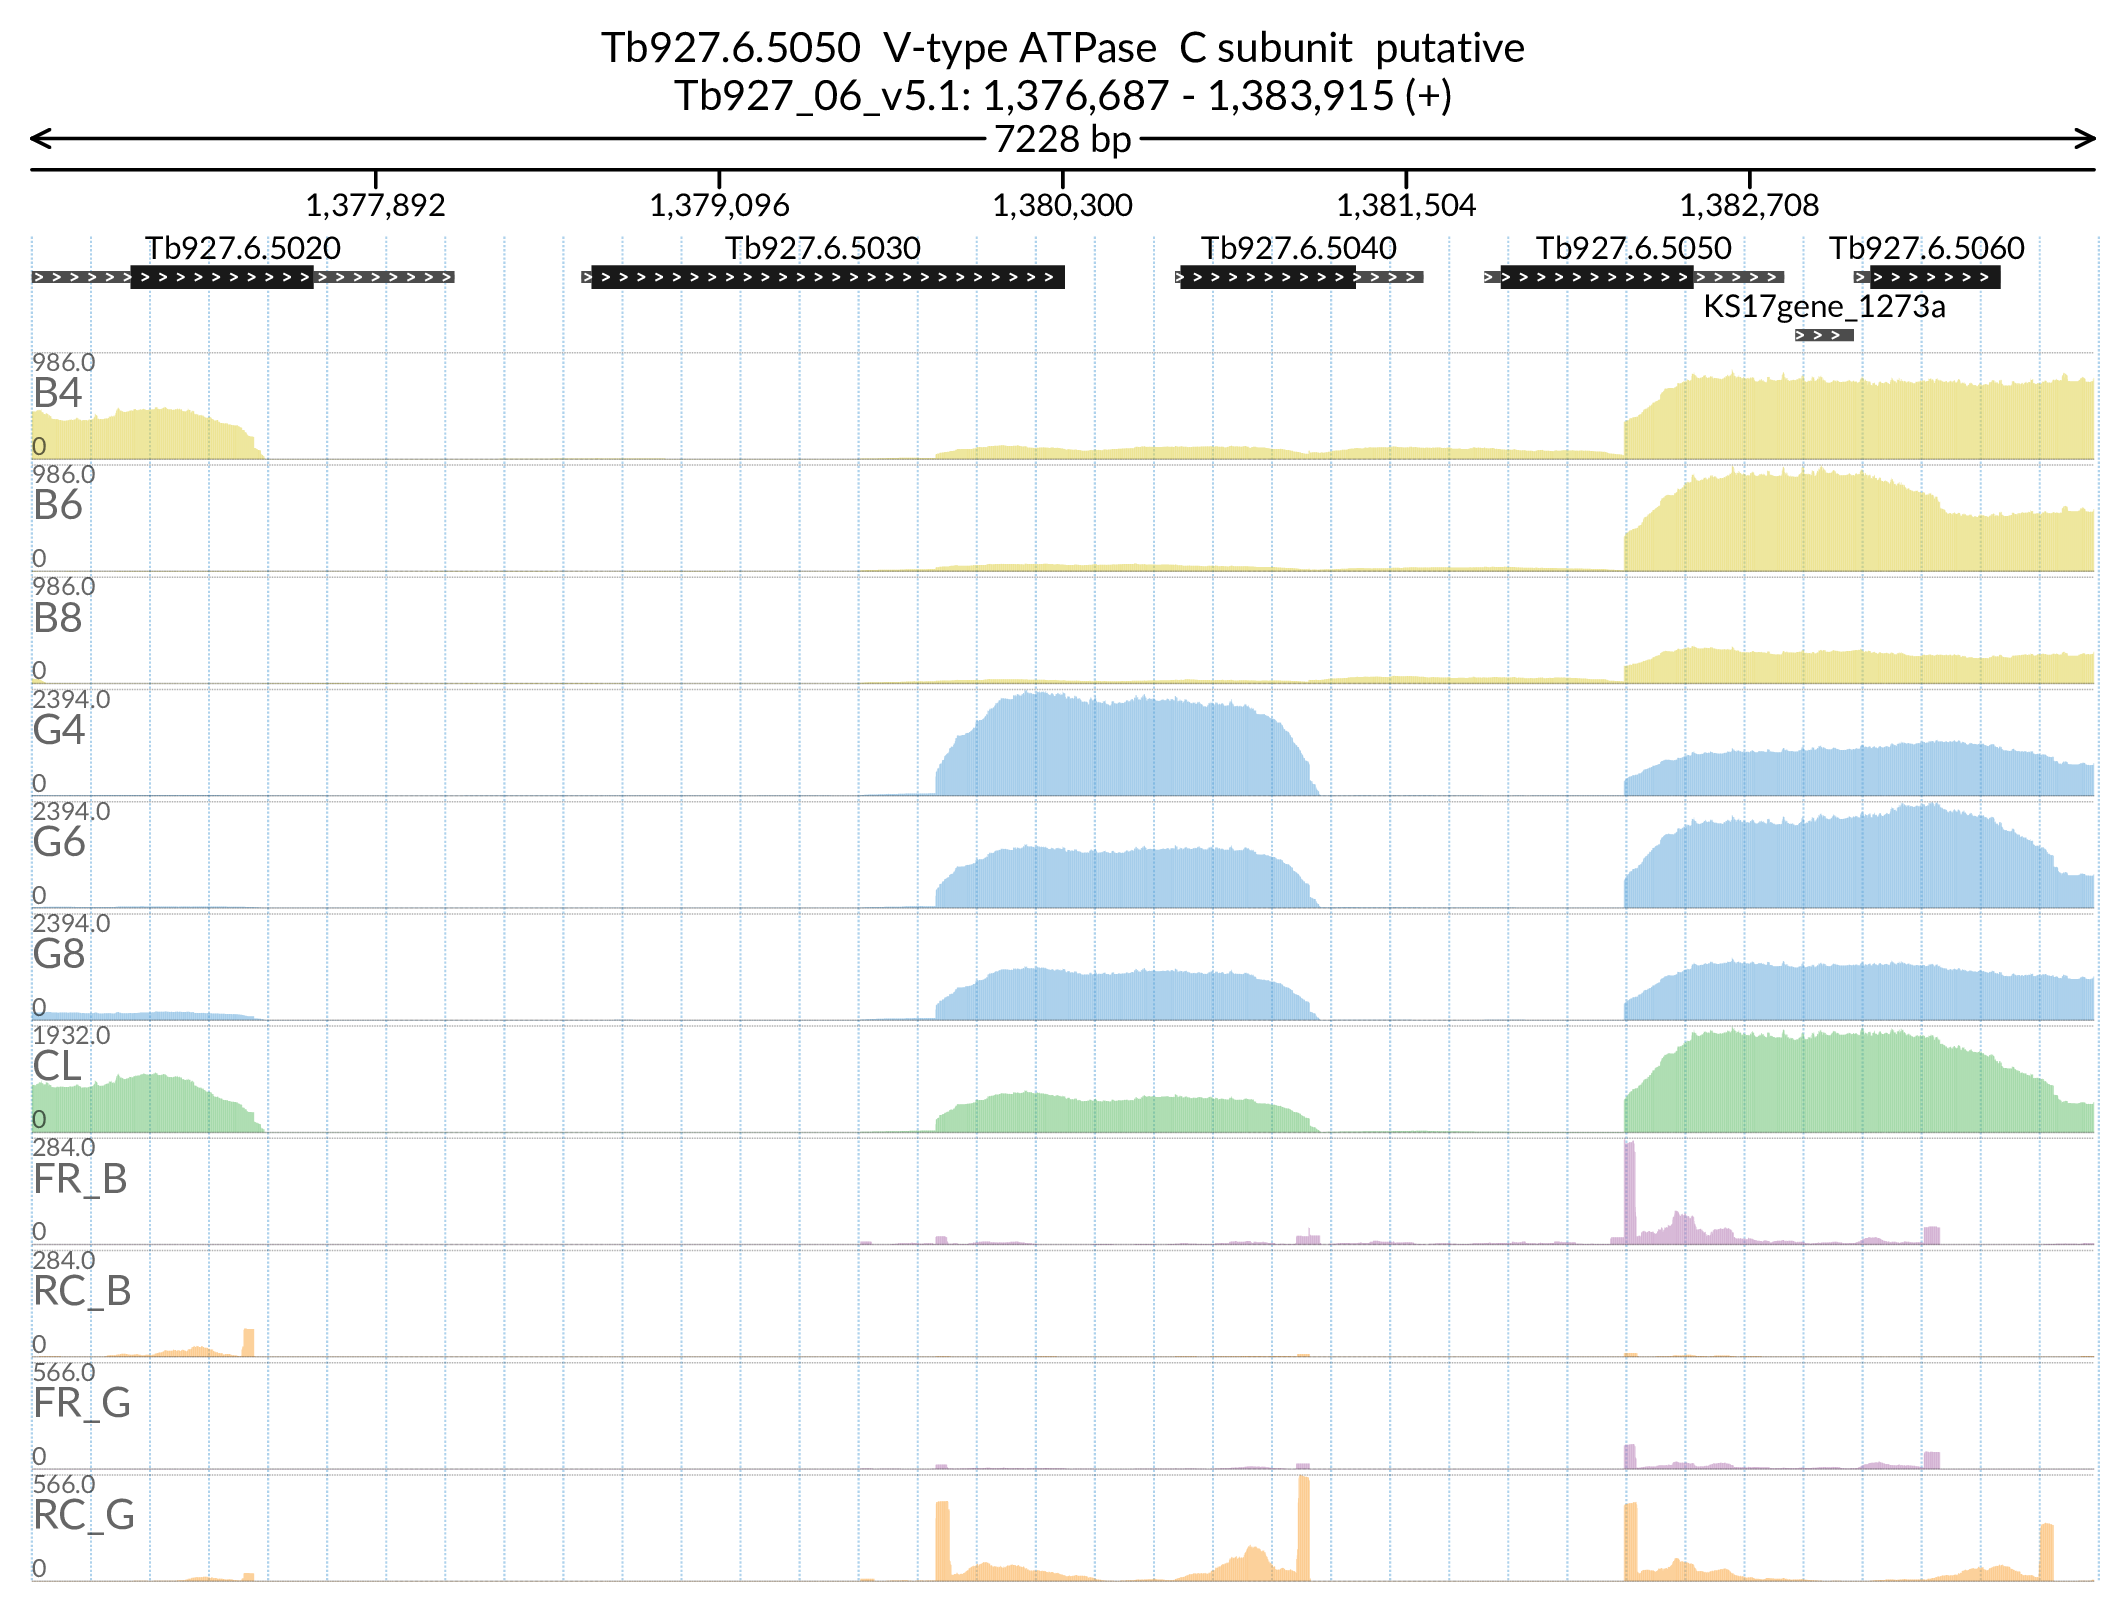 Tb927.6.5050 V-type ATPase C subunit putative
Tb927_06_v5.1: 1,376,687 - 1,383,915 (+)
7228 bp
1,377,892 1,379,096 1,380,300 1,381,504 1,382,708
Tb927.6.5020 Tb927.6.5030 Tb927.6.5040 Tb927.6.5050 Tb927.6.5060
KS17gene_1273a
986.0
B4
0
986.0
B6
0
986.0
B8
0
2394.0
G4
0
2394.0
G6
0
2394.0
G8
0
1932.0
CL
0
284.0
FR_B
0
284.0
RC_B
0
566.0
FR_G
0
566.0
RC_G
0